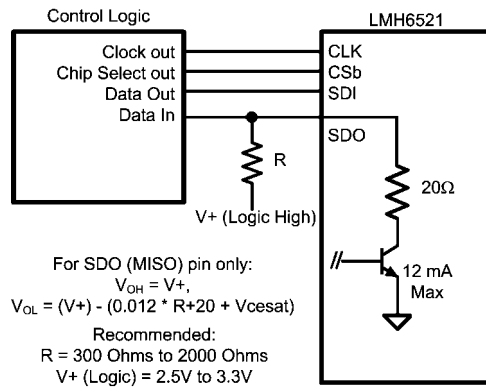 Control Logic
LMH6521
Clock out
CLK
Chip Select out
CSb
Data Out
SDI
Data In
SDO
R
20Ω
V+ (Logic High)
12 mA
Max
For SDO (MISO) pin only:
VOH = V+,
VOL = (V+) - (0.012 * R+20 + Vcesat)
Recommended:
R = 300 Ohms to 2000 Ohms
V+ (Logic) = 2.5V to 3.3V